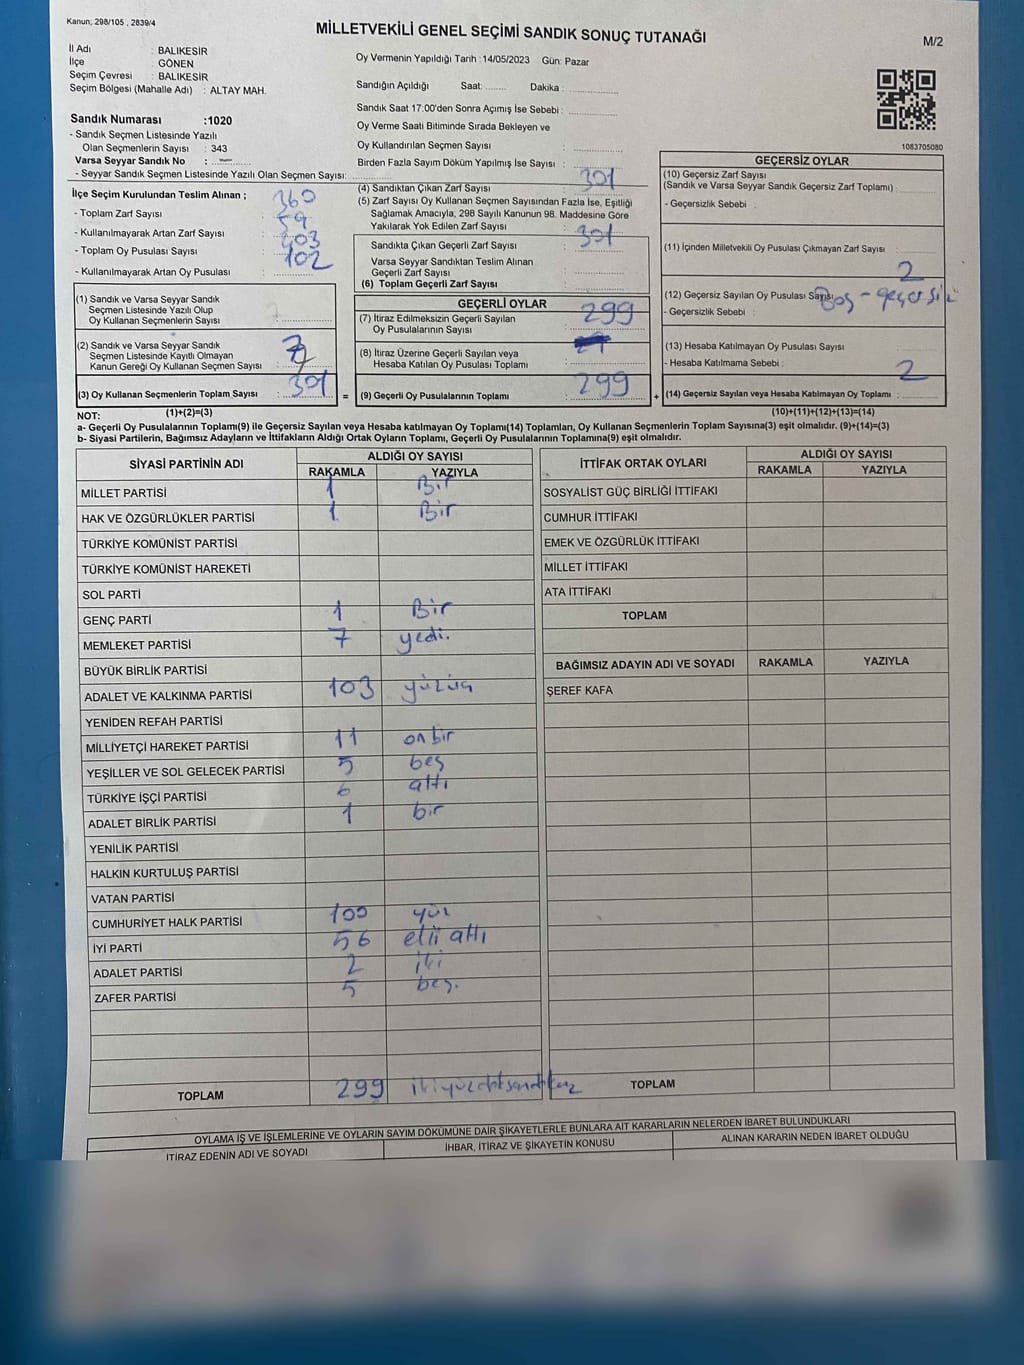 Kanun, 298/105 , 2839/4
MİLLETVEKİLİ GENEL SEÇİMİ SANDIK SONUÇ TUTANAĞI
M/2
İl Adı : BALIKESİR
İlçe : GÖNEN
Seçim Çevresi : BALIKESİR
Seçim Bölgesi (Mahalle Adı) : ALTAY MAH.
Oy Vermenin Yapıldığı Tarih : 14/05/2023 Gün: Pazar
Sandığın Açıldığı Saat: Dakika :
Sandık Saat 17:00'den Sonra Açımış İse Sebebi :
Oy Verme Saati Bitiminde Sırada Bekleyen ve
Oy Kullandırılan Seçmen Sayısı :
Birden Fazla Sayım Döküm Yapılmış İse Sayısı :
1083705080
Sandık Numarası :1020
- Sandık Seçmen Listesinde Yazılı
Olan Seçmenlerin Sayısı : 343
Varsa Seyyar Sandık No : —
- Seyyar Sandık Seçmen Listesinde Yazılı Olan Seçmen Sayısı:
İlçe Seçim Kurulundan Teslim Alınan ;
- Toplam Zarf Sayısı : 360
- Kullanılmayarak Artan Zarf Sayısı : 59
- Toplam Oy Pusulası Sayısı : 403
- Kullanılmayarak Artan Oy Pusulası : 102
(1) Sandık ve Varsa Seyyar Sandık
Seçmen Listesinde Yazılı Olup
Oy Kullanan Seçmenlerin Sayısı :
(2) Sandık ve Varsa Seyyar Sandık
Seçmen Listesinde Kayıtlı Olmayan
Kanun Gereği Oy Kullanan Seçmen Sayısı :
(3) Oy Kullanan Seçmenlerin Toplam Sayısı : 301
(4) Sandıktan Çıkan Zarf Sayısı : 301
(5) Zarf Sayısı Oy Kullanan Seçmen Sayısından Fazla İse, Eşitliği
Sağlamak Amacıyla, 298 Sayılı Kanunun 98. Maddesine Göre
Yakılarak Yok Edilen Zarf Sayısı :
Sandıkta Çıkan Geçerli Zarf Sayısı : 301
Varsa Seyyar Sandıktan Teslim Alınan
Geçerli Zarf Sayısı :
(6) Toplam Geçerli Zarf Sayısı :
GEÇERLİ OYLAR
(7) İtiraz Edilmeksizin Geçerli Sayılan
Oy Pusulalarının Sayısı : 299
(8) İtiraz Üzerine Geçerli Sayılan veya
Hesaba Katılan Oy Pusulası Toplamı :
= (9) Geçerli Oy Pusulalarının Toplamı : 299
GEÇERSİZ OYLAR
(10) Geçersiz Zarf Sayısı
(Sandık ve Varsa Seyyar Sandık Geçersiz Zarf Toplamı) :
- Geçersizlik Sebebi :
(11) İçinden Milletvekili Oy Pusulası Çıkmayan Zarf Sayısı :
(12) Geçersiz Sayılan Oy Pusulası Sayısı : 2
- Geçersizlik Sebebi : Boş - geçersiz
(13) Hesaba Katılmayan Oy Pusulası Sayısı :
- Hesaba Katılmama Sebebi :
+ (14) Geçersiz Sayılan veya Hesaba Katılmayan Oy Toplamı : 2
NOT: (1)+(2)=(3) (10)+(11)+(12)+(13)=(14)
a- Geçerli Oy Pusulalarının Toplamı(9) ile Geçersiz Sayılan veya Hesaba katılmayan Oy Toplamı(14) Toplamları, Oy Kullanan Seçmenlerin Toplam Sayısına(3) eşit olmalıdır. (9)+(14)=(3)
b- Siyasi Partilerin, Bağımsız Adayların ve İttifakların Aldığı Ortak Oyların Toplamı, Geçerli Oy Pusulalarının Toplamına(9) eşit olmalıdır.
SİYASİ PARTİNİN ADI ALDIĞI OY SAYISI
RAKAMLA YAZIYLA
MİLLET PARTİSİ 1 Bir
HAK VE ÖZGÜRLÜKLER PARTİSİ 1 Bir
TÜRKİYE KOMÜNİST PARTİSİ
TÜRKİYE KOMÜNİST HAREKETİ
SOL PARTİ
GENÇ PARTİ 1 Bir
MEMLEKET PARTİSİ 7 yedi.
BÜYÜK BİRLİK PARTİSİ
ADALET VE KALKINMA PARTİSİ 103 yüzüç
YENİDEN REFAH PARTİSİ
MİLLİYETÇİ HAREKET PARTİSİ 11 on bir
YEŞİLLER VE SOL GELECEK PARTİSİ 5 beş
TÜRKİYE İŞÇİ PARTİSİ 6 altı
ADALET BİRLİK PARTİSİ 1 bir
YENİLİK PARTİSİ
HALKIN KURTULUŞ PARTİSİ
VATAN PARTİSİ
CUMHURİYET HALK PARTİSİ 100 yüz
İYİ PARTİ 56 elli altı
ADALET PARTİSİ 2 iki
ZAFER PARTİSİ 5 beş.
TOPLAM 299
İTTİFAK ORTAK OYLARI ALDIĞI OY SAYISI
RAKAMLA YAZIYLA
SOSYALİST GÜÇ BİRLİĞİ İTTİFAKI
CUMHUR İTTİFAKI
EMEK VE ÖZGÜRLÜK İTTİFAKI
MİLLET İTTİFAKI
ATA İTTİFAKI
TOPLAM
BAĞIMSIZ ADAYIN ADI VE SOYADI RAKAMLA YAZIYLA
ŞEREF KAFA
TOPLAM
OYLAMA İŞ VE İŞLEMLERİNE VE OYLARIN SAYIM DÖKÜMÜNE DAİR ŞİKAYETLERLE BUNLARA AİT KARARLARIN NELERDEN İBARET BULUNDUKLARI
İTİRAZ EDENİN ADI VE SOYADI İHBAR, İTİRAZ VE ŞİKAYETİN KONUSU ALINAN KARARIN NEDEN İBARET OLDUĞU